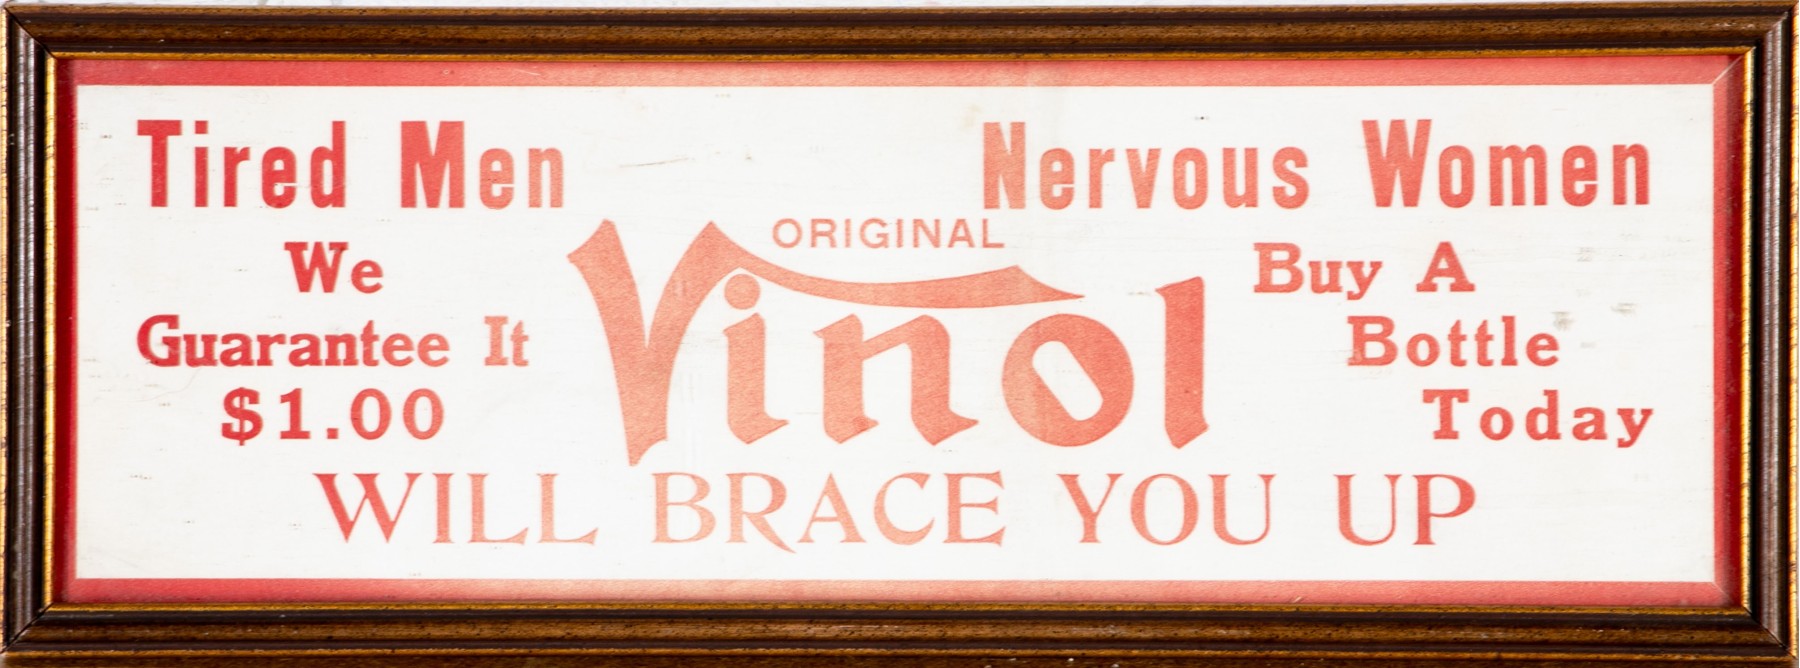 Tired Men
We
Guarantee It
$1.00
ORIGINAL
Vinol
Nervous Women
Buy A
Bottle
Today
WILL BRACE YOU UP